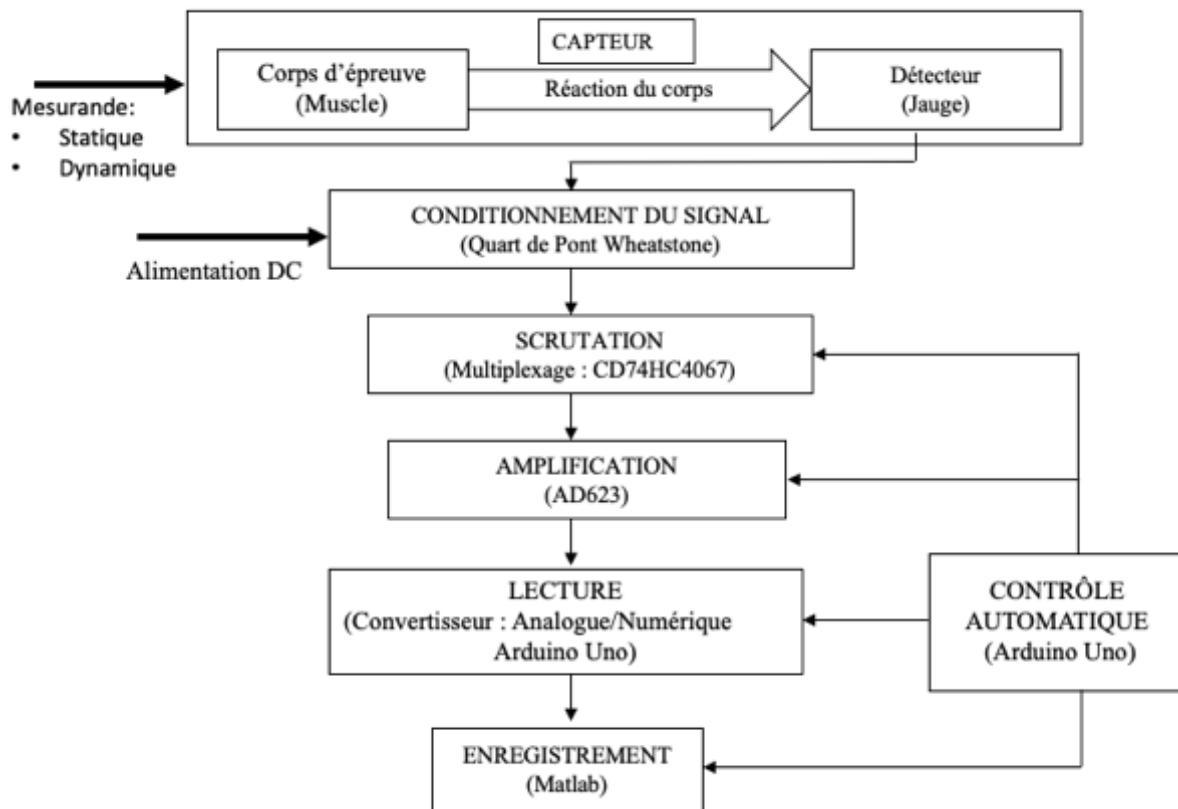 CAPTEUR
Corps d'épreuve
(Muscle)
Réaction du corps
Détecteur
(Jauge)
Mesurande:
• Statique
• Dynamique
CONDITIONNEMENT DU SIGNAL
(Quart de Pont Wheatstone)
Alimentation DC
SCRUTATION
(Multiplexage : CD74HC4067)
AMPLIFICATION
(AD623)
LECTURE
(Convertisseur : Analogue/Numérique
Arduino Uno)
CONTRÔLE
AUTOMATIQUE
(Arduino Uno)
ENREGISTREMENT
(Matlab)